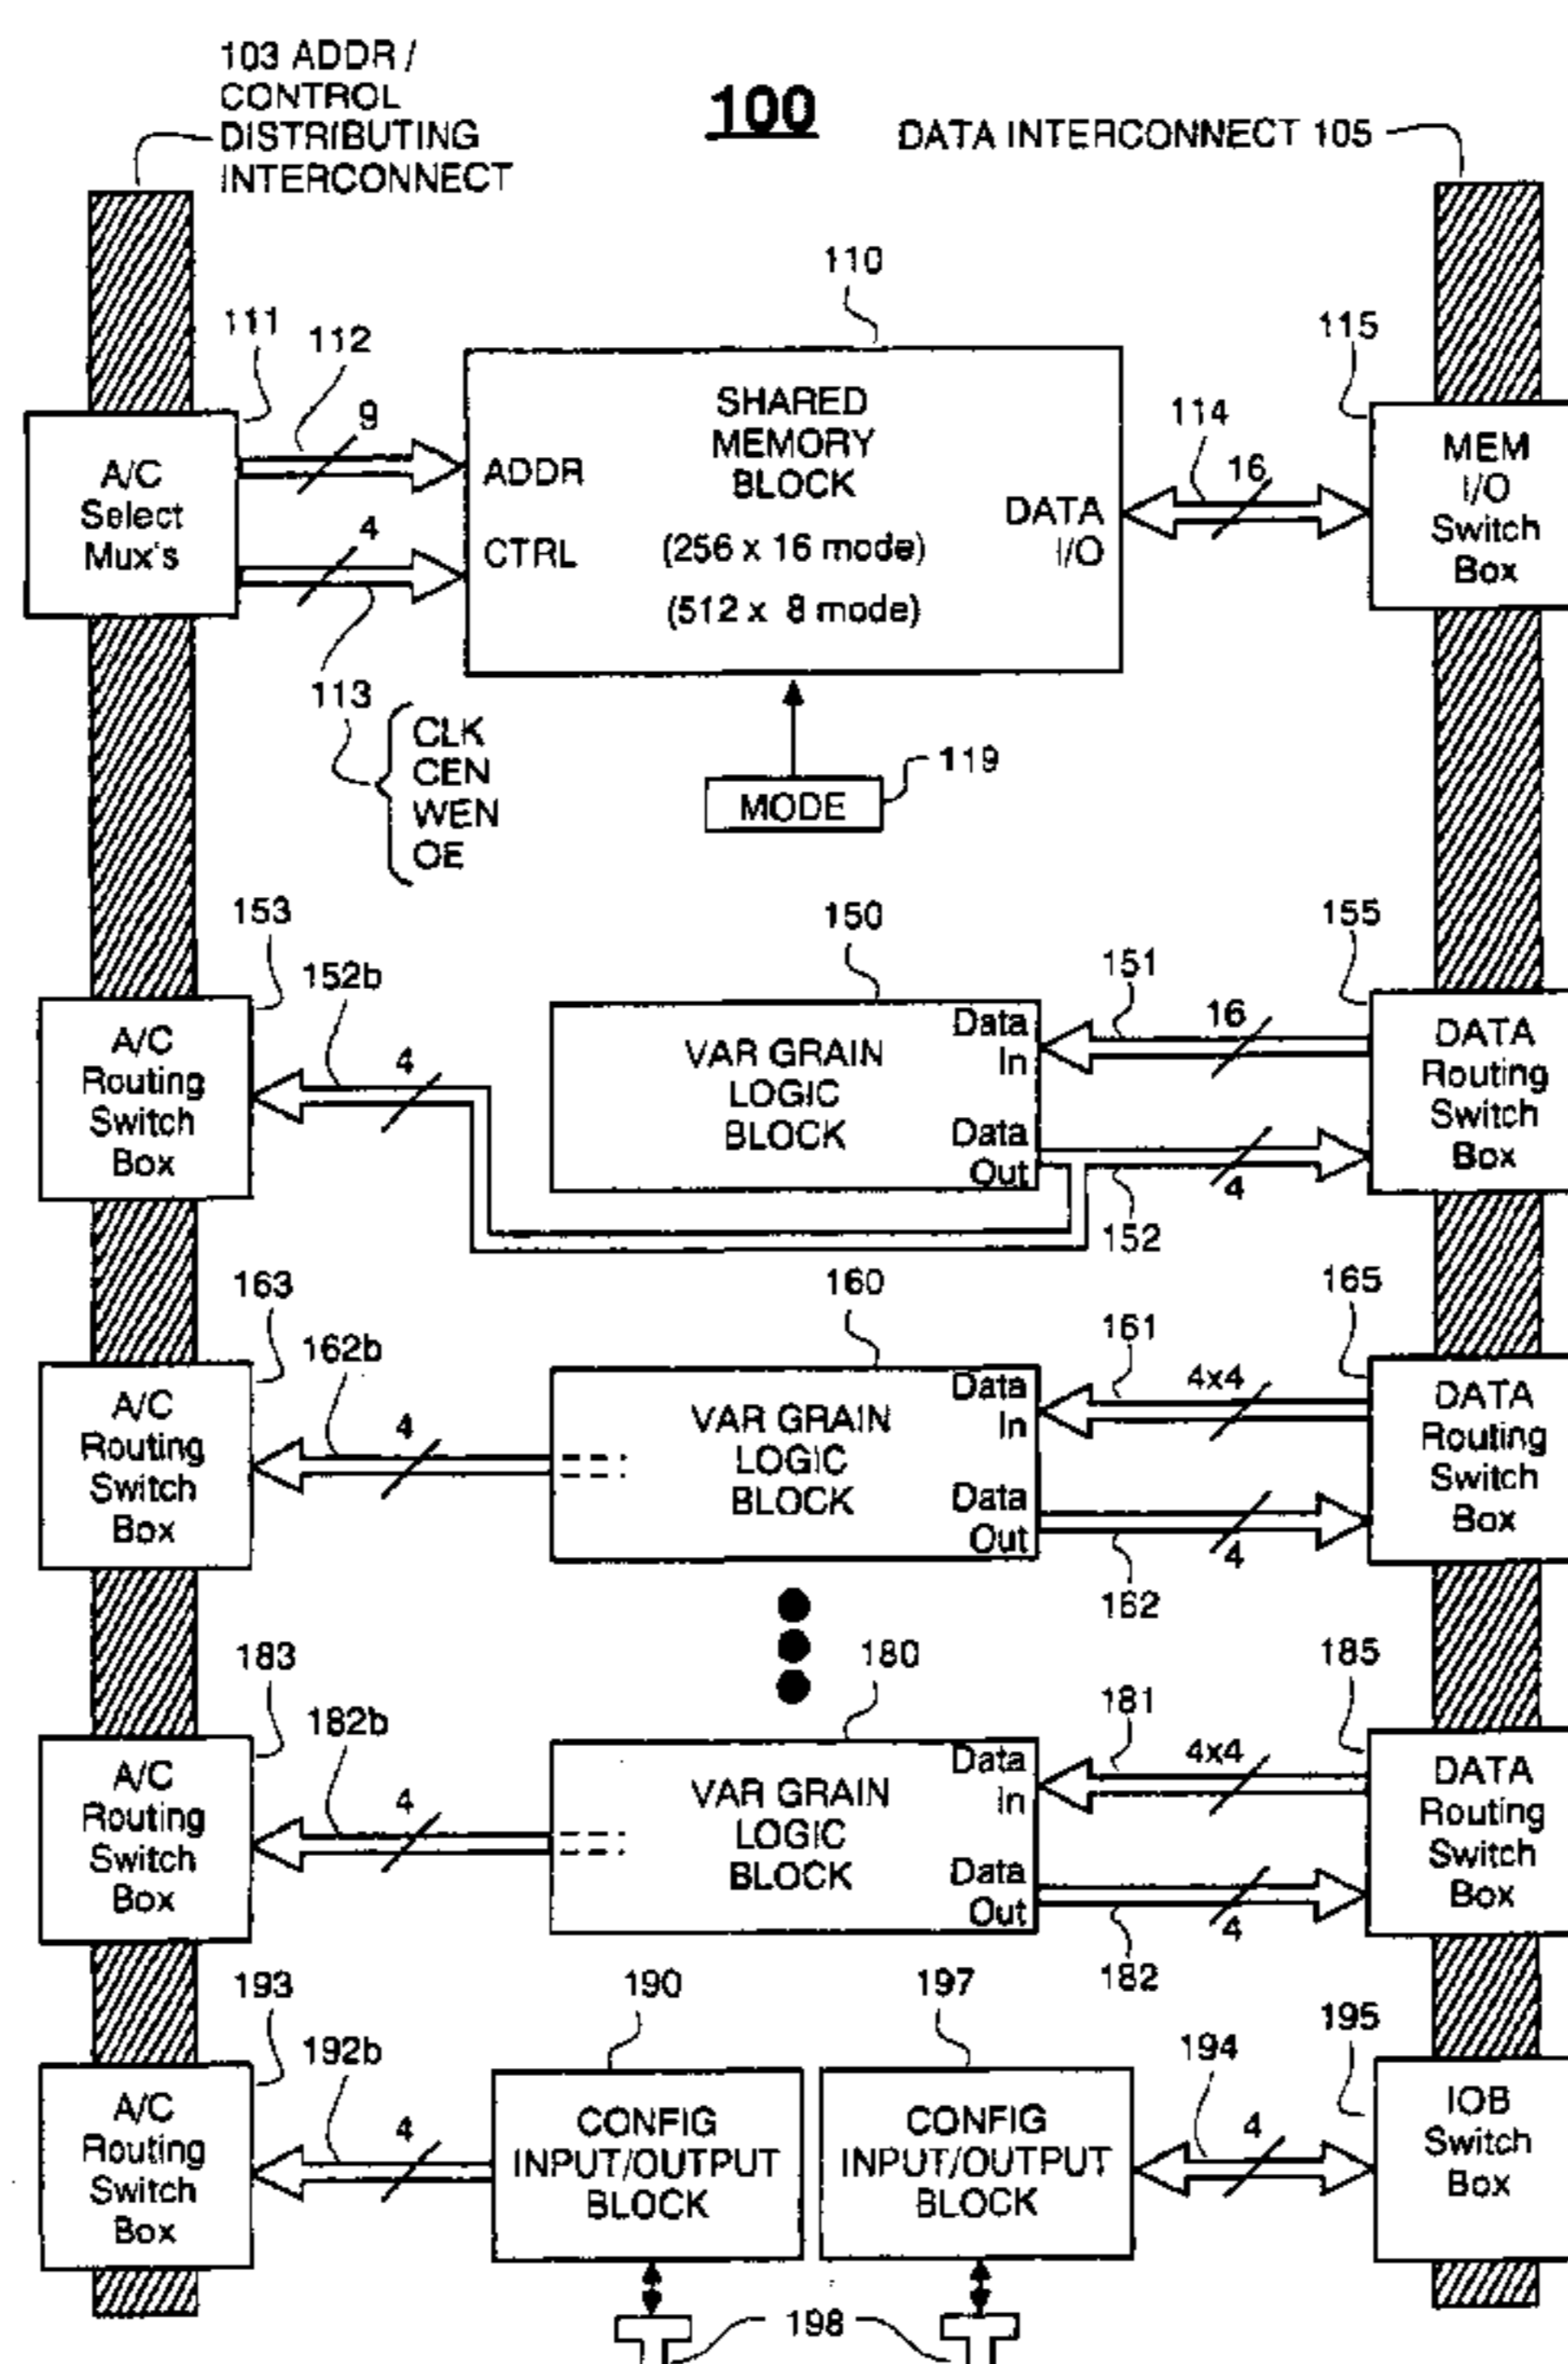 103 ADDR /
CONTROL
DISTRIBUTING
INTERCONNECT
100
DATA INTERCONNECT 105
110
111
112
115
9
A/C
Select
Mux's
4
ADDR
CTRL
SHARED
MEMORY
BLOCK
(256 x 16 mode)
(512 x 8 mode)
DATA
I/O
114
16
MEM
I/O
Switch
Box
113
CLK
CEN
WEN
OE
MODE
119
153
152b
150
151
155
A/C
Routing
Switch
Box
4
VAR GRAIN
LOGIC
BLOCK
Data
In
Data
Out
16
4
152
DATA
Routing
Switch
Box
163
162b
160
161
165
A/C
Routing
Switch
Box
4
VAR GRAIN
LOGIC
BLOCK
Data
In
Data
Out
4x4
4
162
DATA
Routing
Switch
Box
183
182b
180
181
185
A/C
Routing
Switch
Box
4
VAR GRAIN
LOGIC
BLOCK
Data
In
Data
Out
4x4
4
182
DATA
Routing
Switch
Box
193
192b
190
197
194
195
A/C
Routing
Switch
Box
4
CONFIG
INPUT/OUTPUT
BLOCK
CONFIG
INPUT/OUTPUT
BLOCK
4
IOB
Switch
Box
198